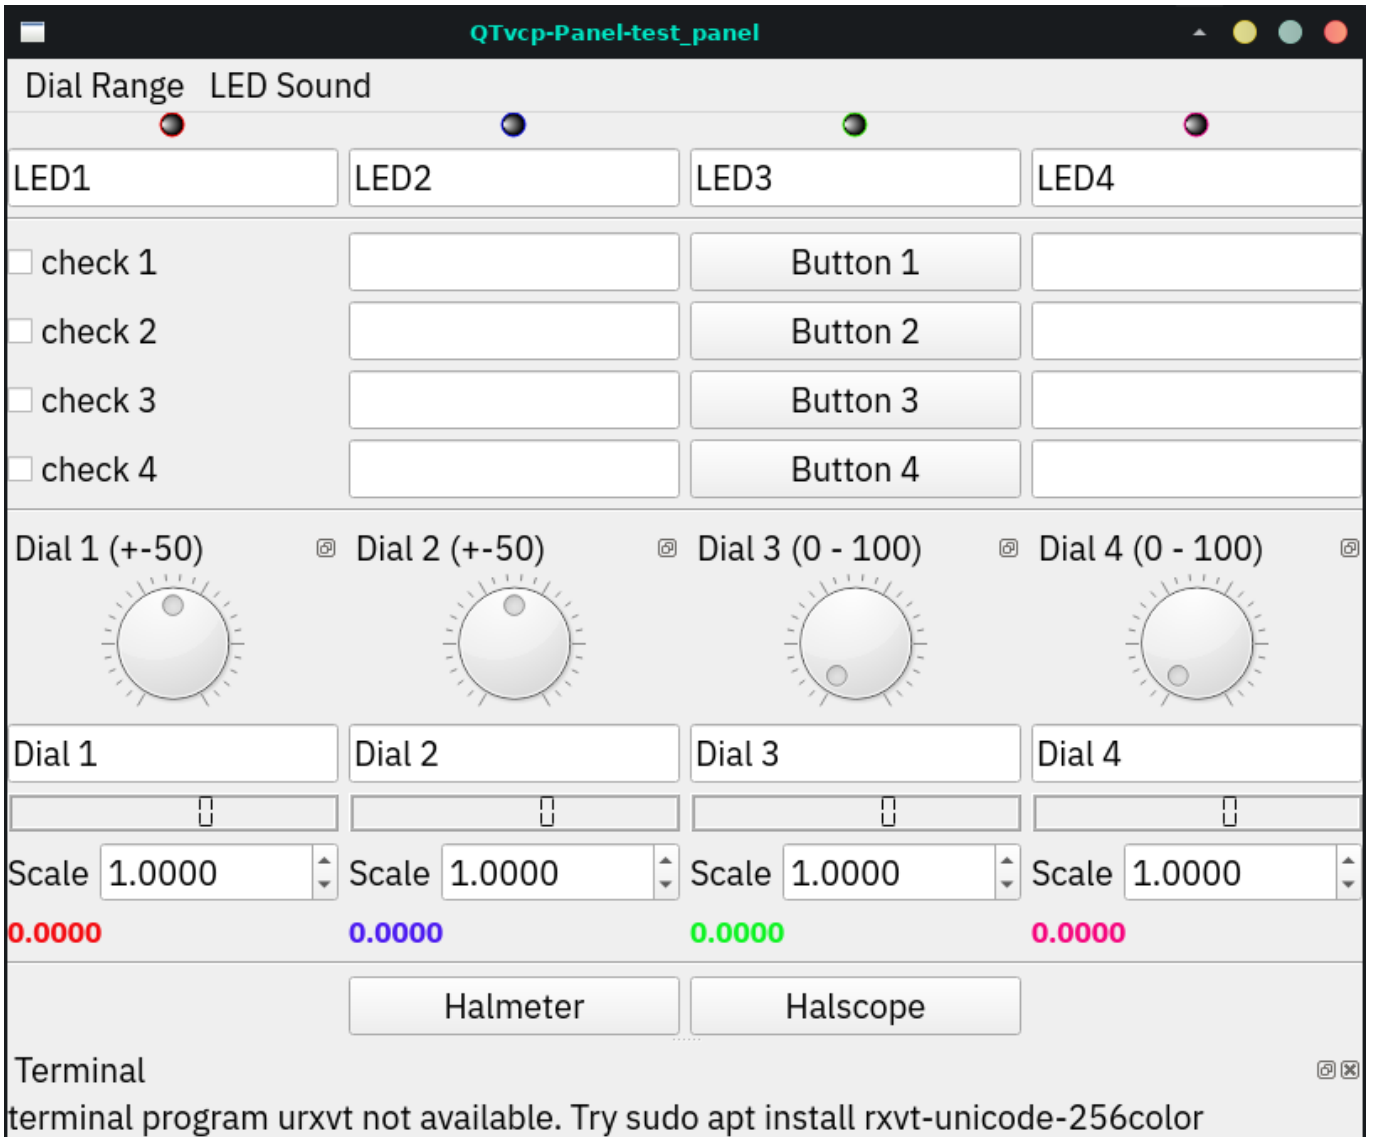 QTvcp-Panel-test_panel
Dial Range LED Sound
LED1 LED2 LED3 LED4
check 1 Button 1
check 2 Button 2
check 3 Button 3
check 4 Button 4
Dial 1 (+-50) Dial 2 (+-50) Dial 3 (0 - 100) Dial 4 (0 - 100)
Dial 1 Dial 2 Dial 3 Dial 4
0 0 0 0
Scale 1.0000 Scale 1.0000 Scale 1.0000 Scale 1.0000
0.0000 0.0000 0.0000 0.0000
Halmeter Halscope
Terminal
terminal program urxvt not available. Try sudo apt install rxvt-unicode-256color